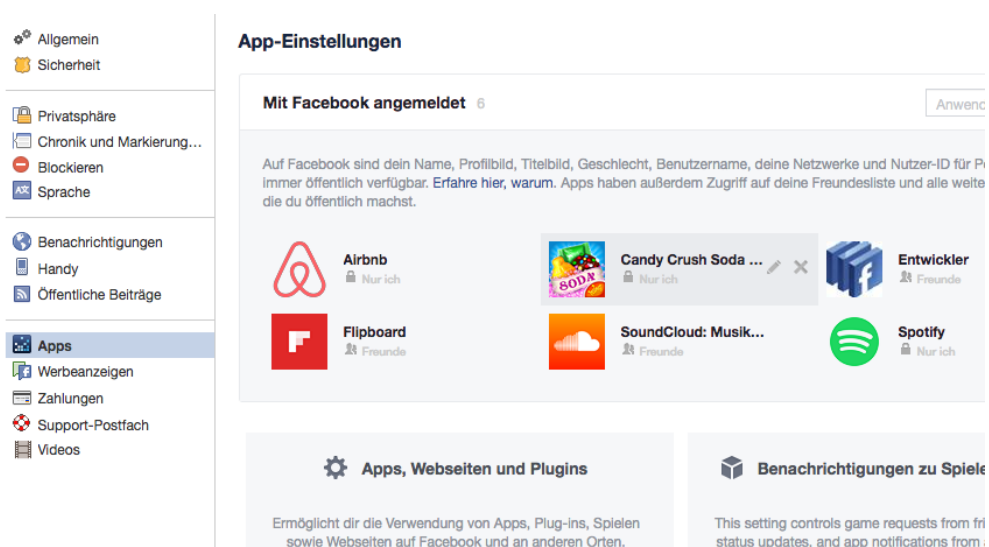 Allgemein
Sicherheit
Privatsphäre
Chronik und Markierung...
Blockieren
Sprache
Benachrichtigungen
Handy
Öffentliche Beiträge
Apps
Werbeanzeigen
Zahlungen
Support-Postfach
Videos
App-Einstellungen
Mit Facebook angemeldet 6
Auf Facebook sind dein Name, Profilbild, Titelbild, Geschlecht, Benutzername, deine Netzwerke und Nutzer-ID für
immer öffentlich verfügbar. Erfahre hier, warum. Apps haben außerdem Zugriff auf deine Freundesliste und alle
die du öffentlich machst.
Airbnb
Nur ich
SODA
Candy Crush Soda ...
Nur ich
Entwickler
Freunde
Flipboard
Freunde
SoundCloud: Musik...
Freunde
Spotify
Nur ich
Apps, Webseiten und Plugins
Ermöglicht dir die Verwendung von Apps, Plug-ins, Spielen
sowie Webseiten auf Facebook und an anderen Orten.
Benachrichtigungen zu
This setting controls game requests from
status updates, and app notifications from